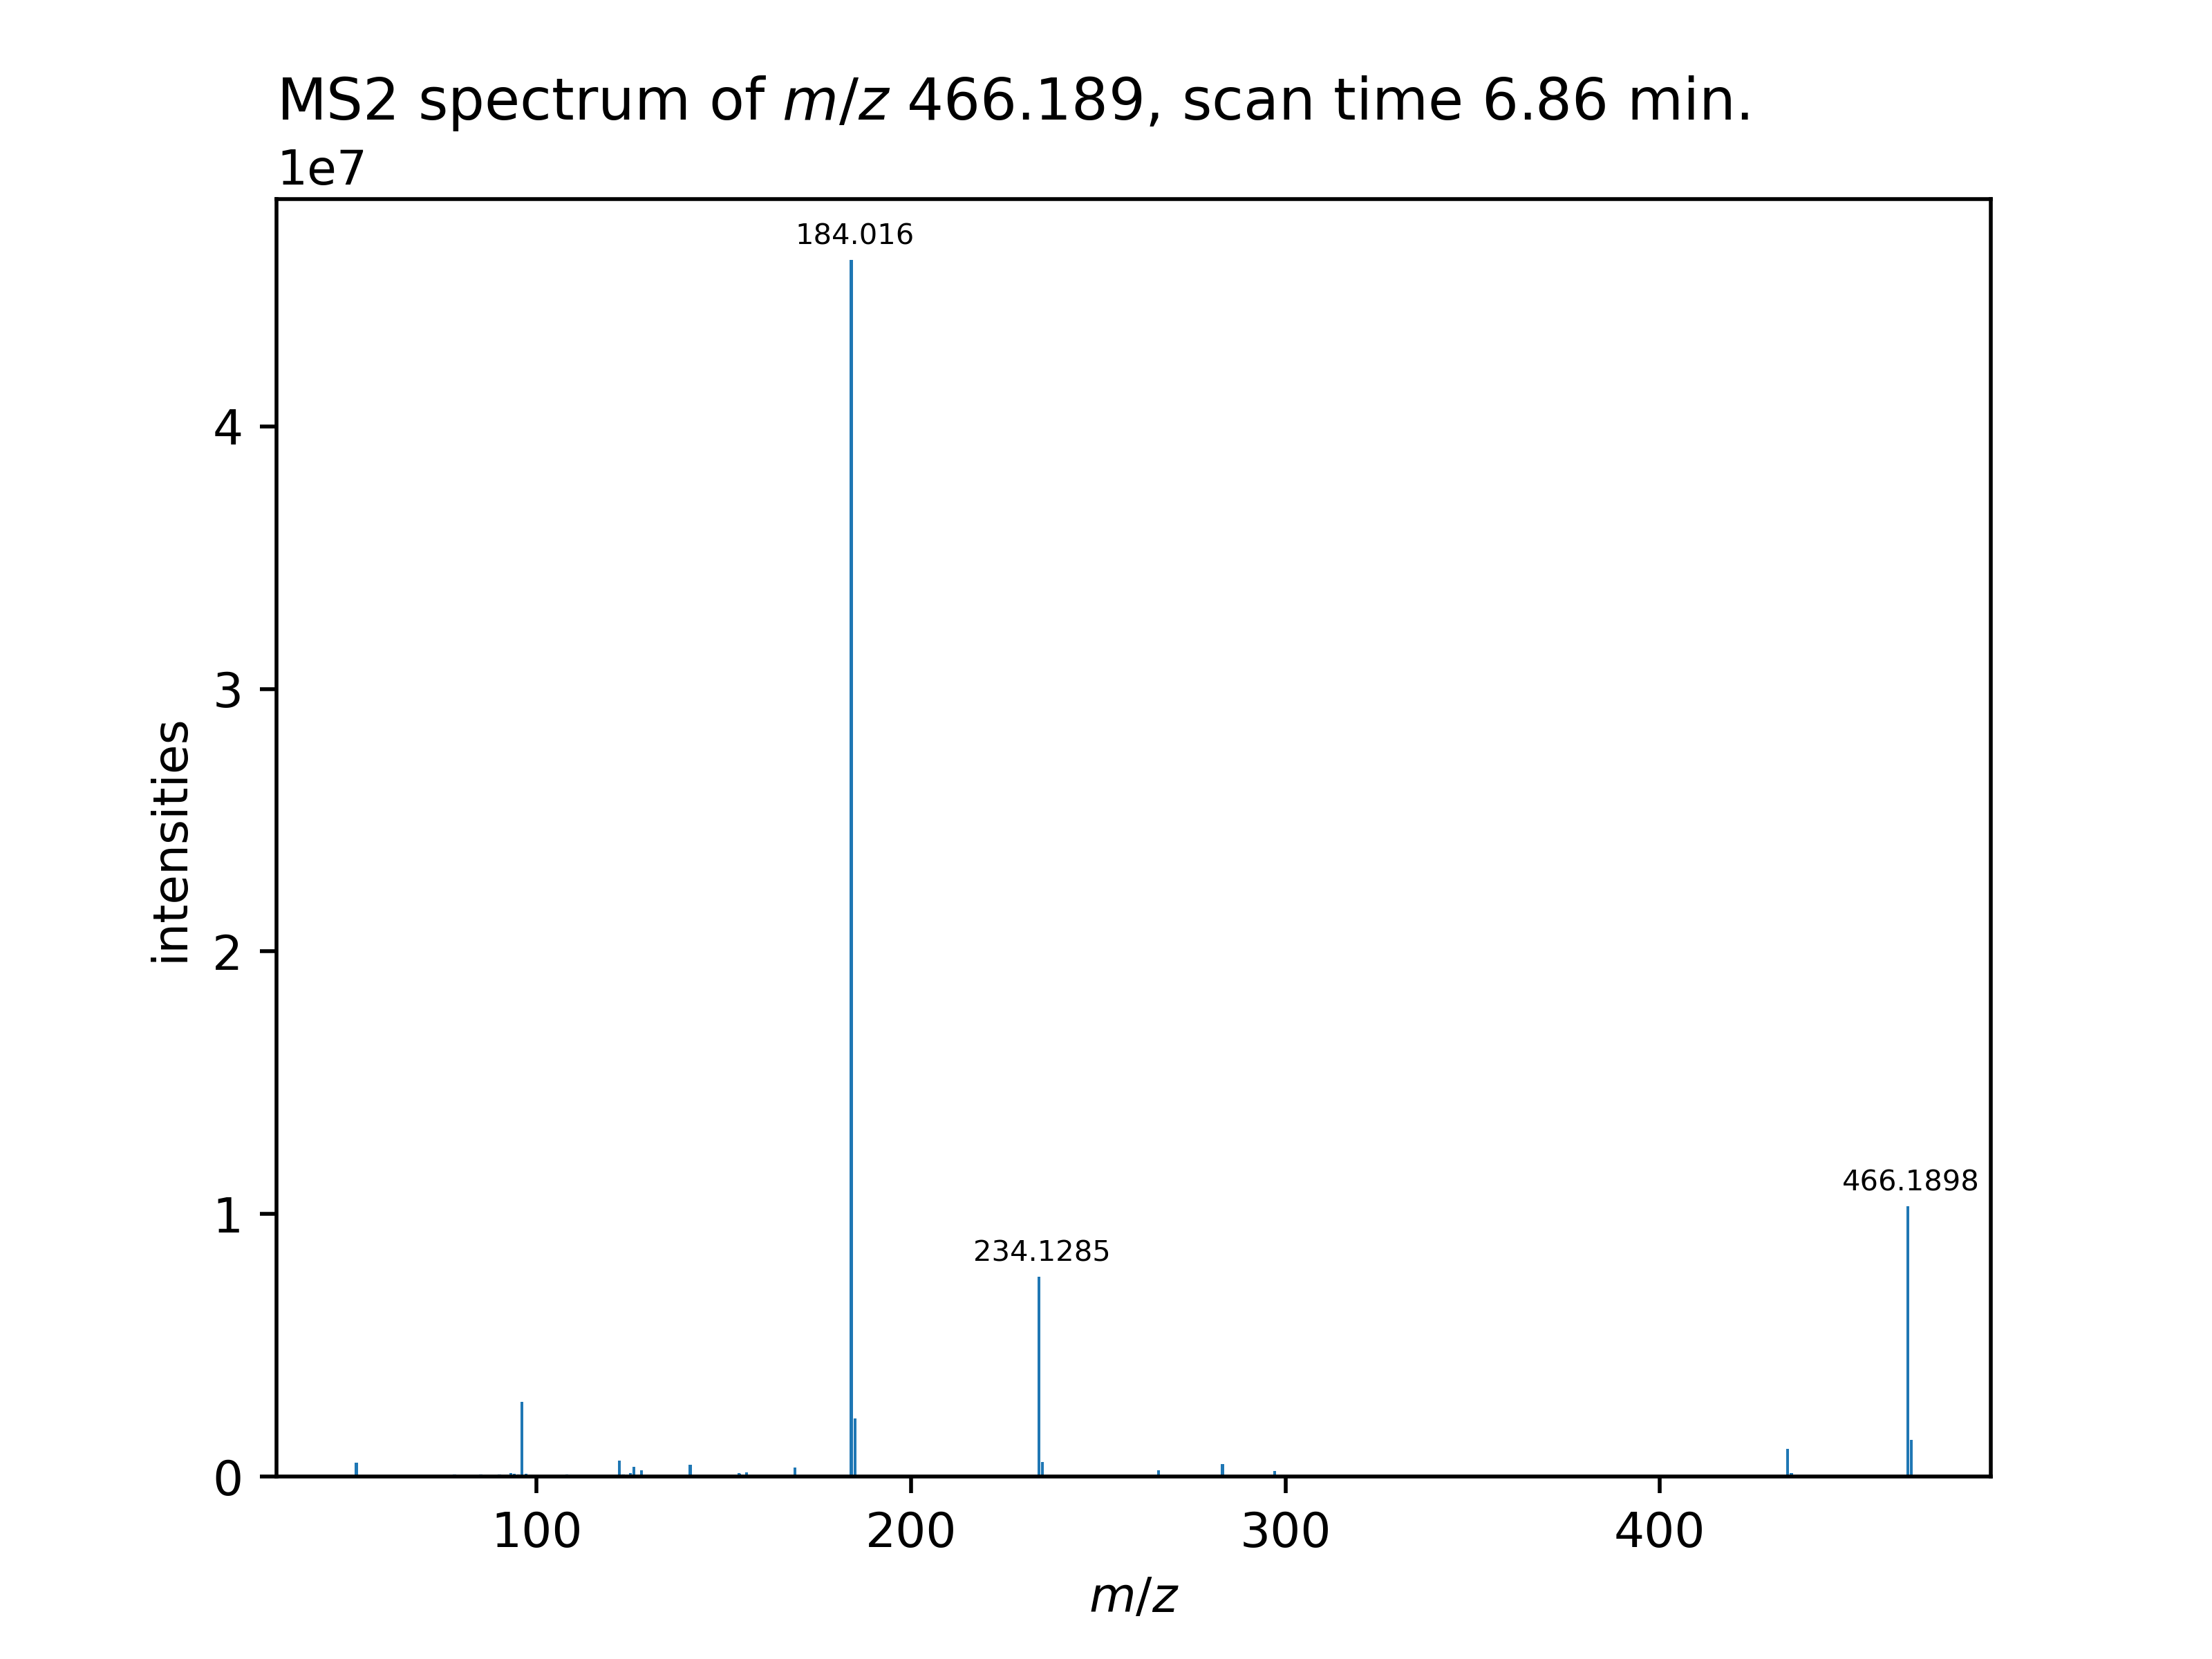 MS2 spectrum of m/z 466.189, scan time 6.86 min.
1e7
184.016
4
3
intensities
2
466.1898
1
234.1285
0
100 200 300 400
m/z